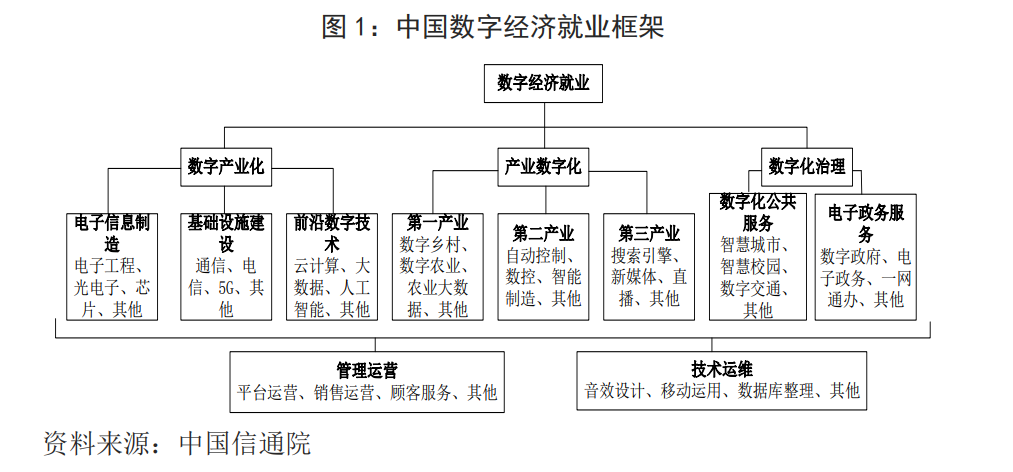 图 1：中国数字经济就业框架
数字经济就业
数字产业化
产业数字化
数字化治理
电子信息制
造
电子工程、
光电子、芯
片、其他
基础设施建
设
通信、电
信、5G、其
他
前沿数字技
术
云计算、大
数据、人工
智能、其他
第一产业
数字乡村、
数字农业、
农业大数
据、其他
第二产业
自动控制、
数控、智能
制造、其他
第三产业
搜索引擎、
新媒体、直
播、其他
数字化公共
服务
智慧城市、
智慧校园、
数字交通、
其他
电子政务服
务
数字政府、电
子政务、一网
通办、其他
管理运营
平台运营、销售运营、顾客服务、其他
技术运维
音效设计、移动运用、数据库整理、其他
资料来源：中国信通院